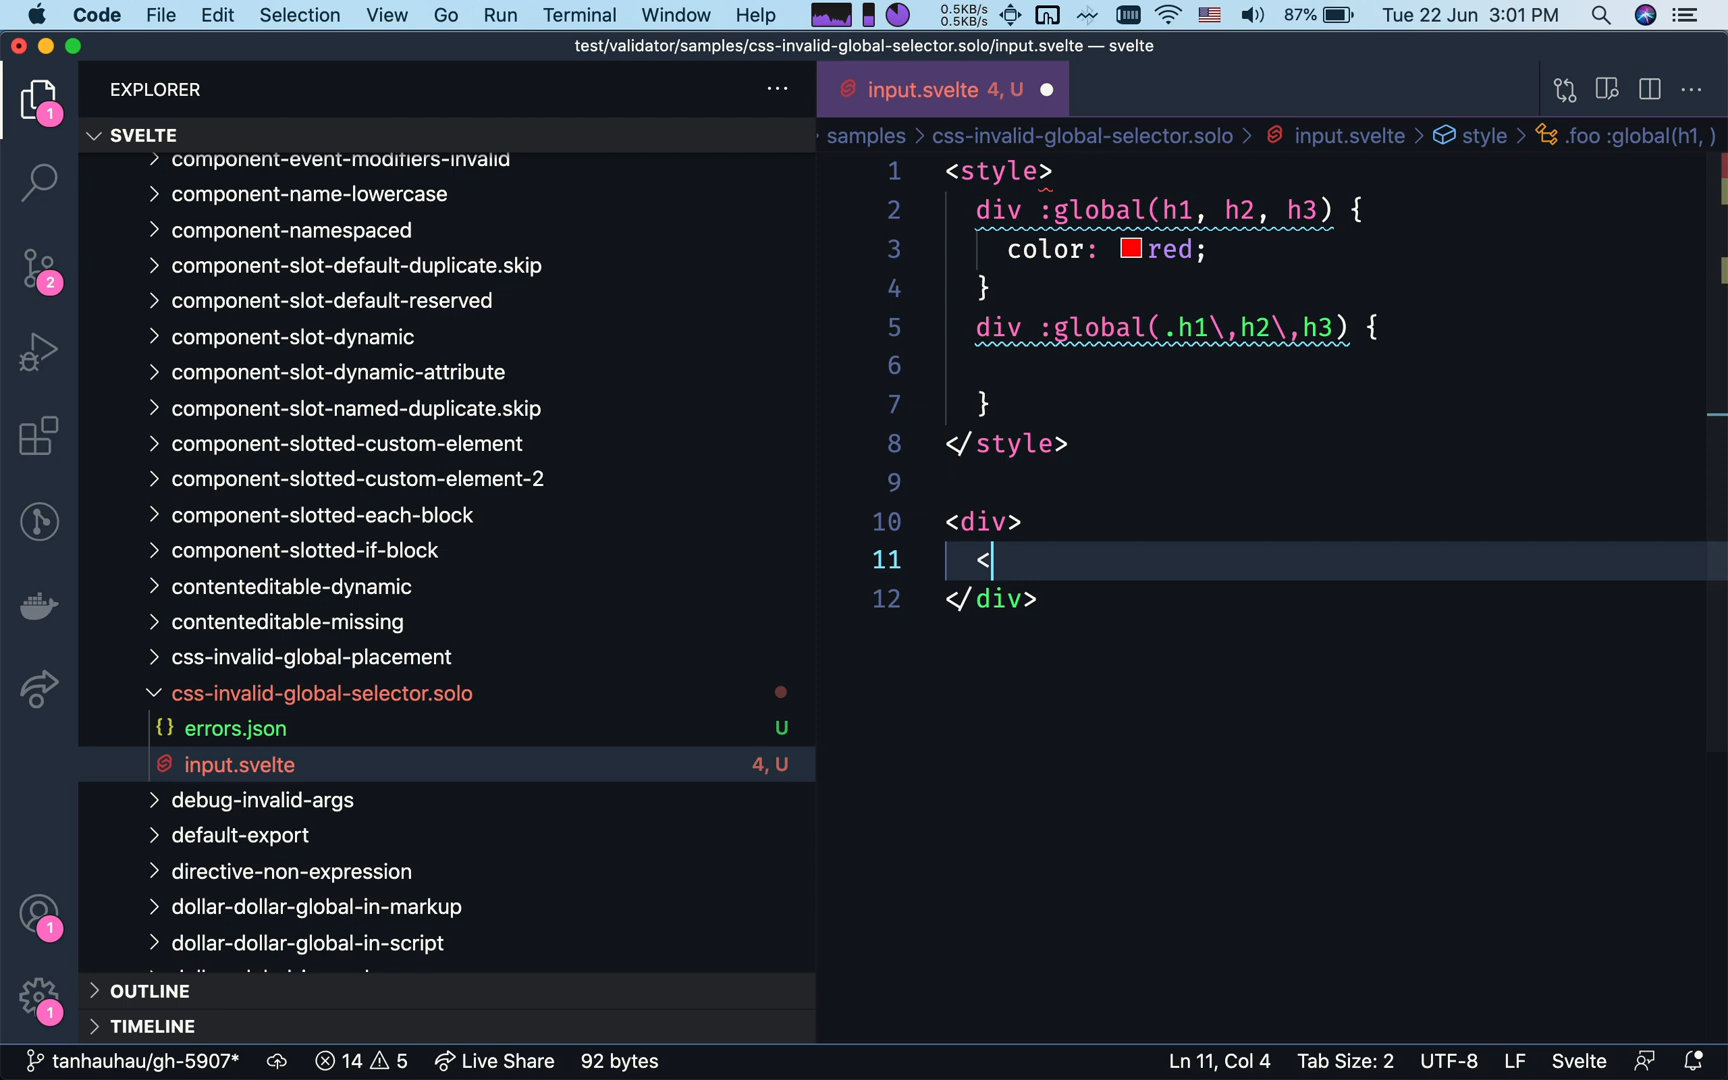 Code File Edit Selection View Go Run Terminal Window Help 0.5KB/s 0.5KB/s 87% Tue 22 Jun 3:01 PM
test/validator/samples/css-invalid-global-selector.solo/input.svelte — svelte
EXPLORER
input.svelte 4, U
SVELTE
samples > css-invalid-global-selector.solo > input.svelte > style > .foo :global(h1, )
component-event-modifiers-invalid
component-name-lowercase
component-namespaced
component-slot-default-duplicate.skip
component-slot-default-reserved
component-slot-dynamic
component-slot-dynamic-attribute
component-slot-named-duplicate.skip
component-slotted-custom-element
component-slotted-custom-element-2
component-slotted-each-block
component-slotted-if-block
contenteditable-dynamic
contenteditable-missing
css-invalid-global-placement
css-invalid-global-selector.solo
{} errors.json U
input.svelte 4, U
debug-invalid-args
default-export
directive-non-expression
dollar-dollar-global-in-markup
dollar-dollar-global-in-script
OUTLINE
TIMELINE
1 <style>
2 div :global(h1, h2, h3) {
3 color: red;
4 }
5 div :global(.h1\,h2\,h3) {
6
7 }
8 </style>
9
10 <div>
11 <
12 </div>
1
2
1
1
tanhauhau/gh-5907* 14 5 Live Share 92 bytes Ln 11, Col 4 Tab Size: 2 UTF-8 LF Svelte